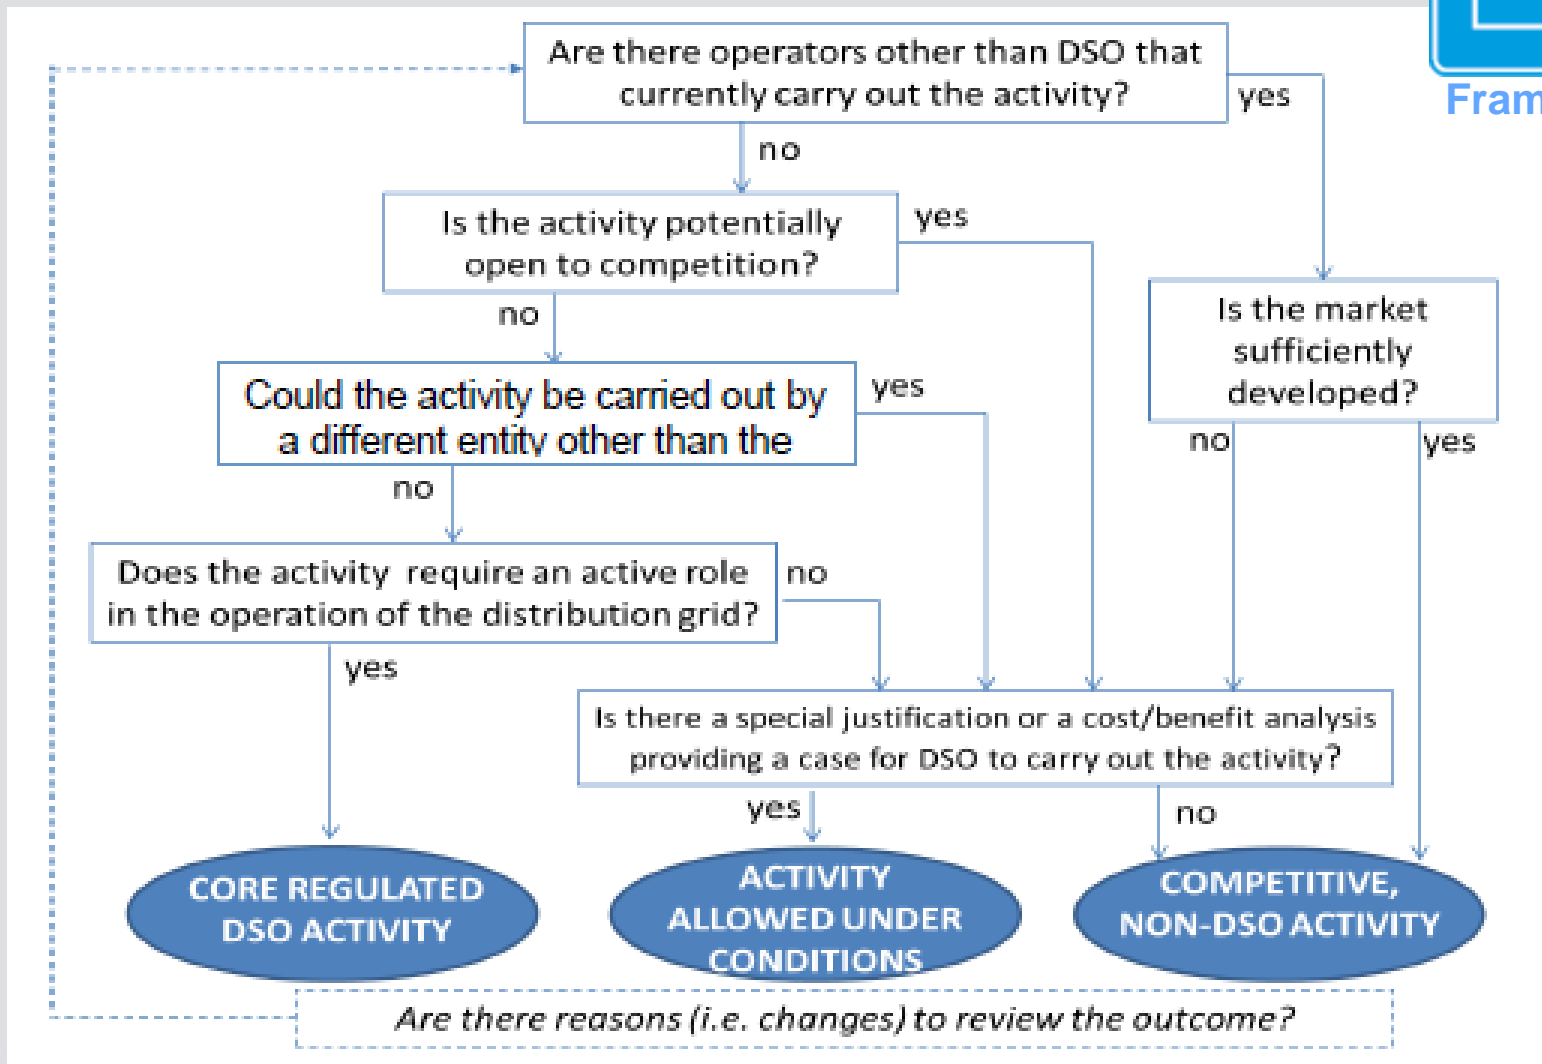 Are there operators other than DSO that
currently carry out the activity?
yes
Fram
no
Is the activity potentially
open to competition?
yes
no
Is the market
sufficiently
developed?
Could the activity be carried out by
a different entity other than the
yes
no
yes
no
Does the activity require an active role
in the operation of the distribution grid?
no
yes
Is there a special justification or a cost/benefit analysis
providing a case for DSO to carry out the activity?
yes
no
CORE REGULATED
DSO ACTIVITY
ACTIVITY
ALLOWED UNDER
CONDITIONS
COMPETITIVE,
NON-DSO ACTIVITY
Are there reasons (i.e. changes) to review the outcome?